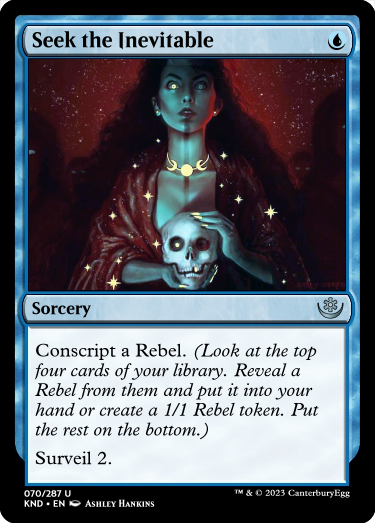 Seek the Inevitable
Sorcery
Conscript a Rebel. (Look at the top
four cards of your library. Reveal a
Rebel from them and put it into your
hand or create a 1/1 Rebel token. Put
the rest on the bottom.)
Surveil 2.
070/287 U
KND • EN Ashley Hankins
™ & © 2023 CanterburyEgg